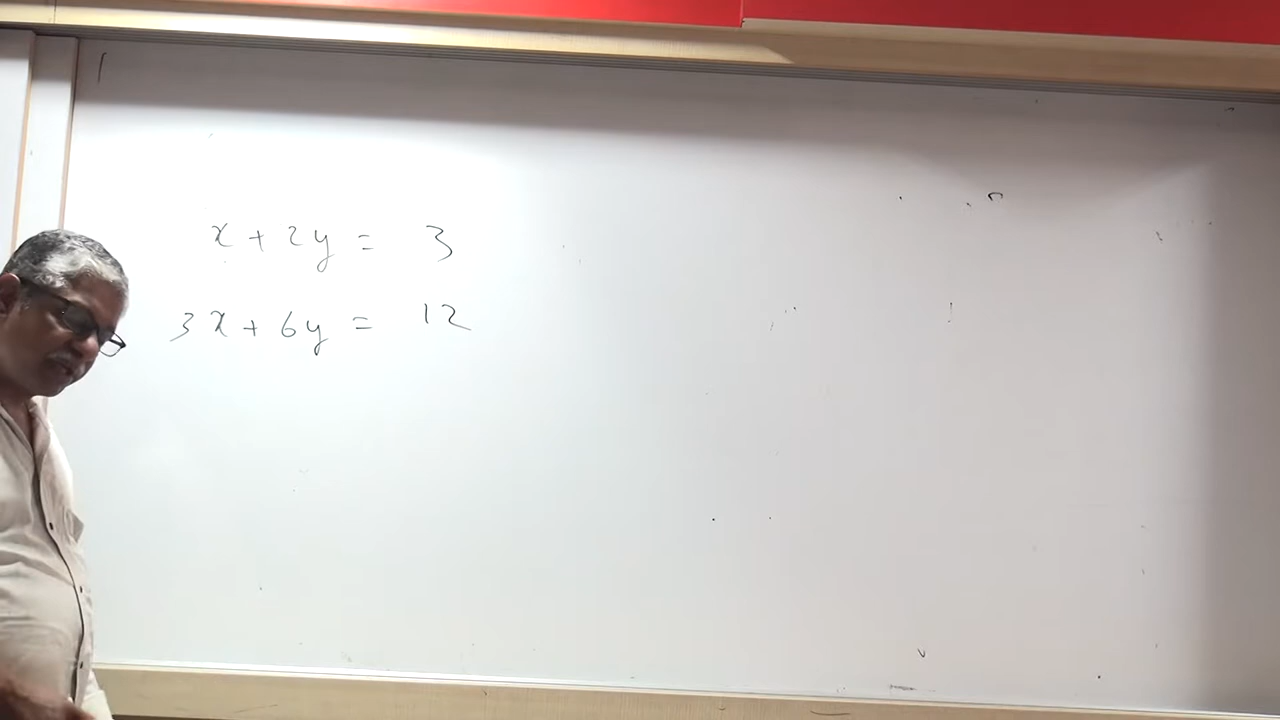 x + 2y = 3
3x + 6y = 12